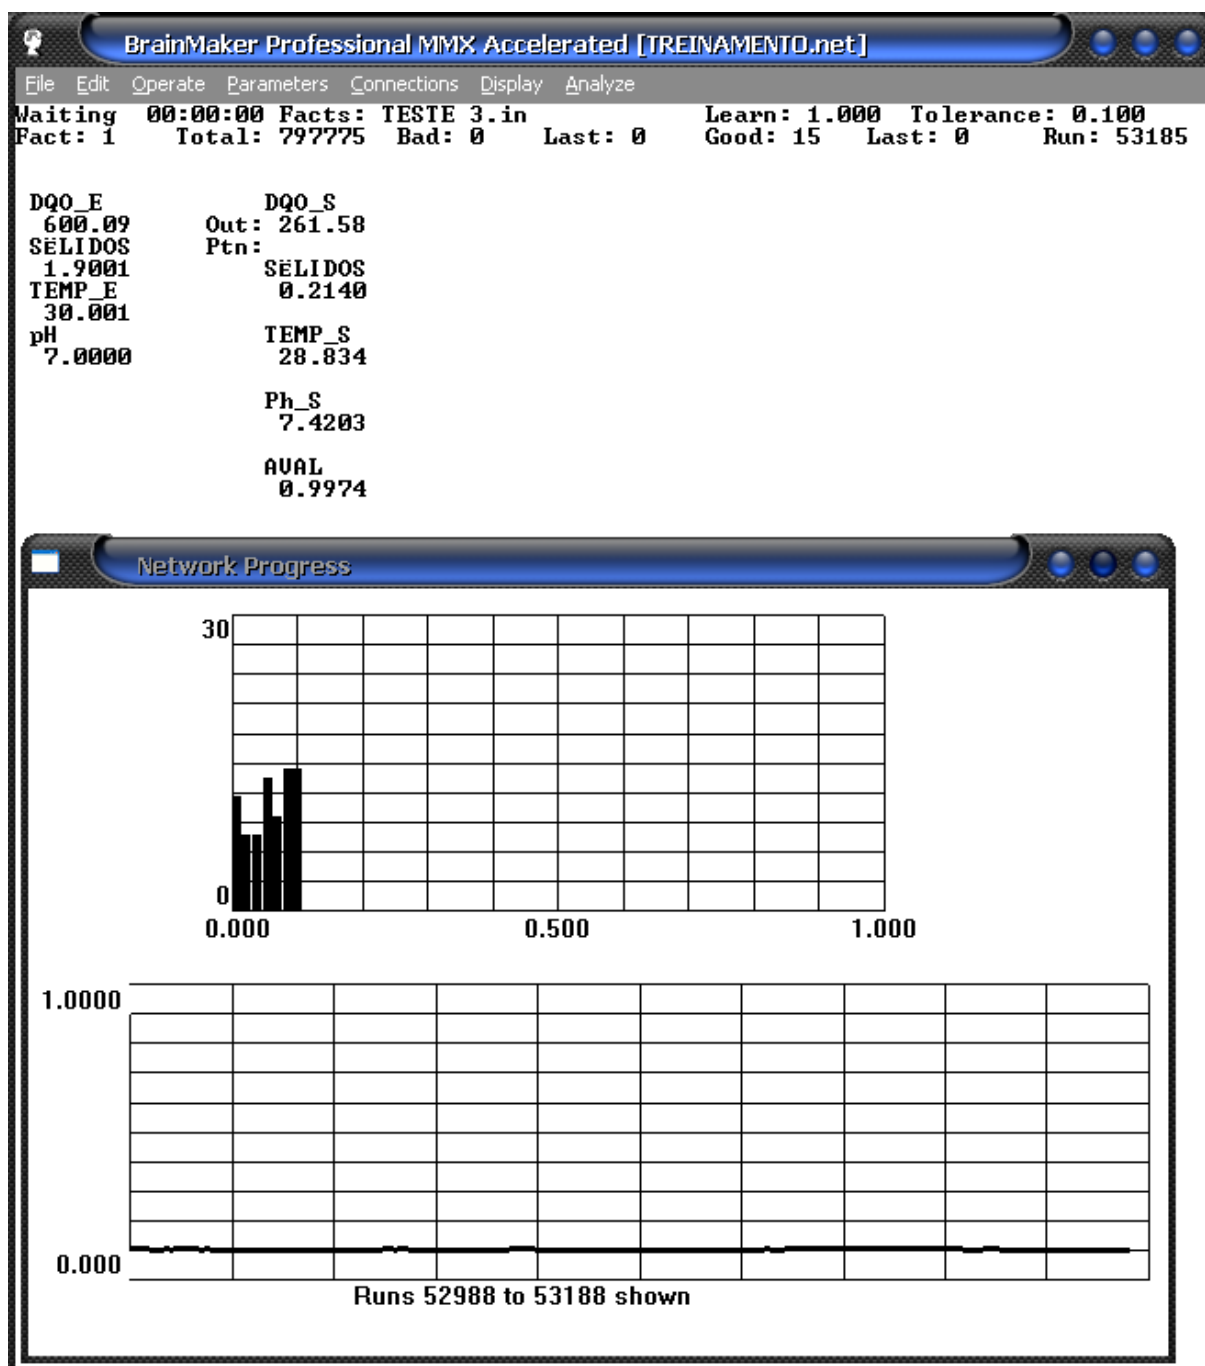 BrainMaker Professional MMX Accelerated [TREINAMENTO.net]
File Edit Operate Parameters Connections Display Analyze
Waiting 00:00:00 Facts: TESTE 3.in Learn: 1.000 Tolerance: 0.100
Fact: 1 Total: 797775 Bad: 0 Last: 0 Good: 15 Last: 0 Run: 53185
DQO_E DQO_S
600.09 Out: 261.58
SËLIDOS Ptn:
1.9001 SËLIDOS
TEMP_E 0.2140
30.001
pH TEMP_S
7.0000 28.834
Ph_S
7.4203
AVAL
0.9974
Network Progress
30
0
0.000 0.500 1.000
1.0000
0.000
Runs 52988 to 53188 shown